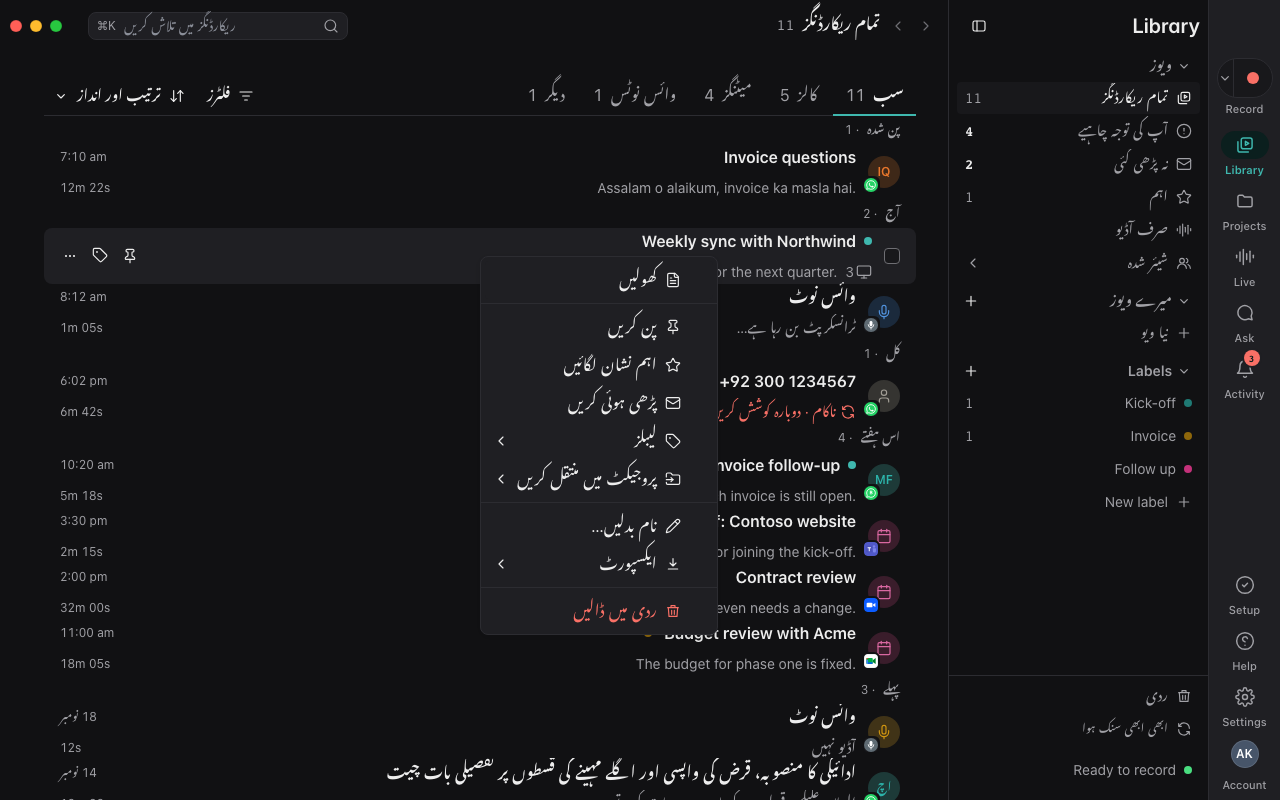 Library
ویوز
تمام ریکارڈنگز 11
آپ کی توجہ چاہیے 4
نہ پڑھی گئی 2
اہم 1
صرف آڈیو
شیئر شدہ
میرے ویوز
نیا ویو
Labels
Kick-off 1
Invoice 1
Follow up
New label
ردی
ابھی ابھی سنک ہوا
Ready to record
Record
Library
Projects
Live
Ask
3
Activity
Setup
Help
Settings
AK
Account
تمام ریکارڈنگز 11
ریکارڈنگز میں تلاش کریں ⌘K
سب 11
کالز 5
میٹنگز 4
وائس نوٹس 1
دیگر 1
فلٹرز
ترتیب اور انداز
پن شدہ · 1
IQ
Invoice questions
7:10 am
Assalam o alaikum, invoice ka masla hai.
12m 22s
آج · 2
Weekly sync with Northwind
or the next quarter. 3
وائس نوٹ
8:12 am
ٹرانسکرپٹ بن رہا ہے...
1m 05s
کل · 1
+92 300 1234567
6:02 pm
ناکام · دوبارہ کوشش کریں
6m 42s
اس ہفتے · 4
MF
nvoice follow-up
10:20 am
h invoice is still open.
5m 18s
f: Contoso website
3:30 pm
or joining the kick-off.
2m 15s
Contract review
2:00 pm
even needs a change.
32m 00s
Budget review with Acme
11:00 am
The budget for phase one is fixed.
18m 05s
پہلے · 3
وائس نوٹ
18 نومبر
آڈیو نہیں
12s
ادائیگی کا منصوبہ، قرض کی واپسی اور اگلے مہینے کی قسطوں پر تفصیلی بات چیت
14 نومبر
کھولیں
پن کریں
اہم نشان لگائیں
پڑھی ہوئی کریں
لیبلز
پروجیکٹ میں منتقل کریں
نام بدلیں...
ایکسپورٹ
ردی میں ڈالیں